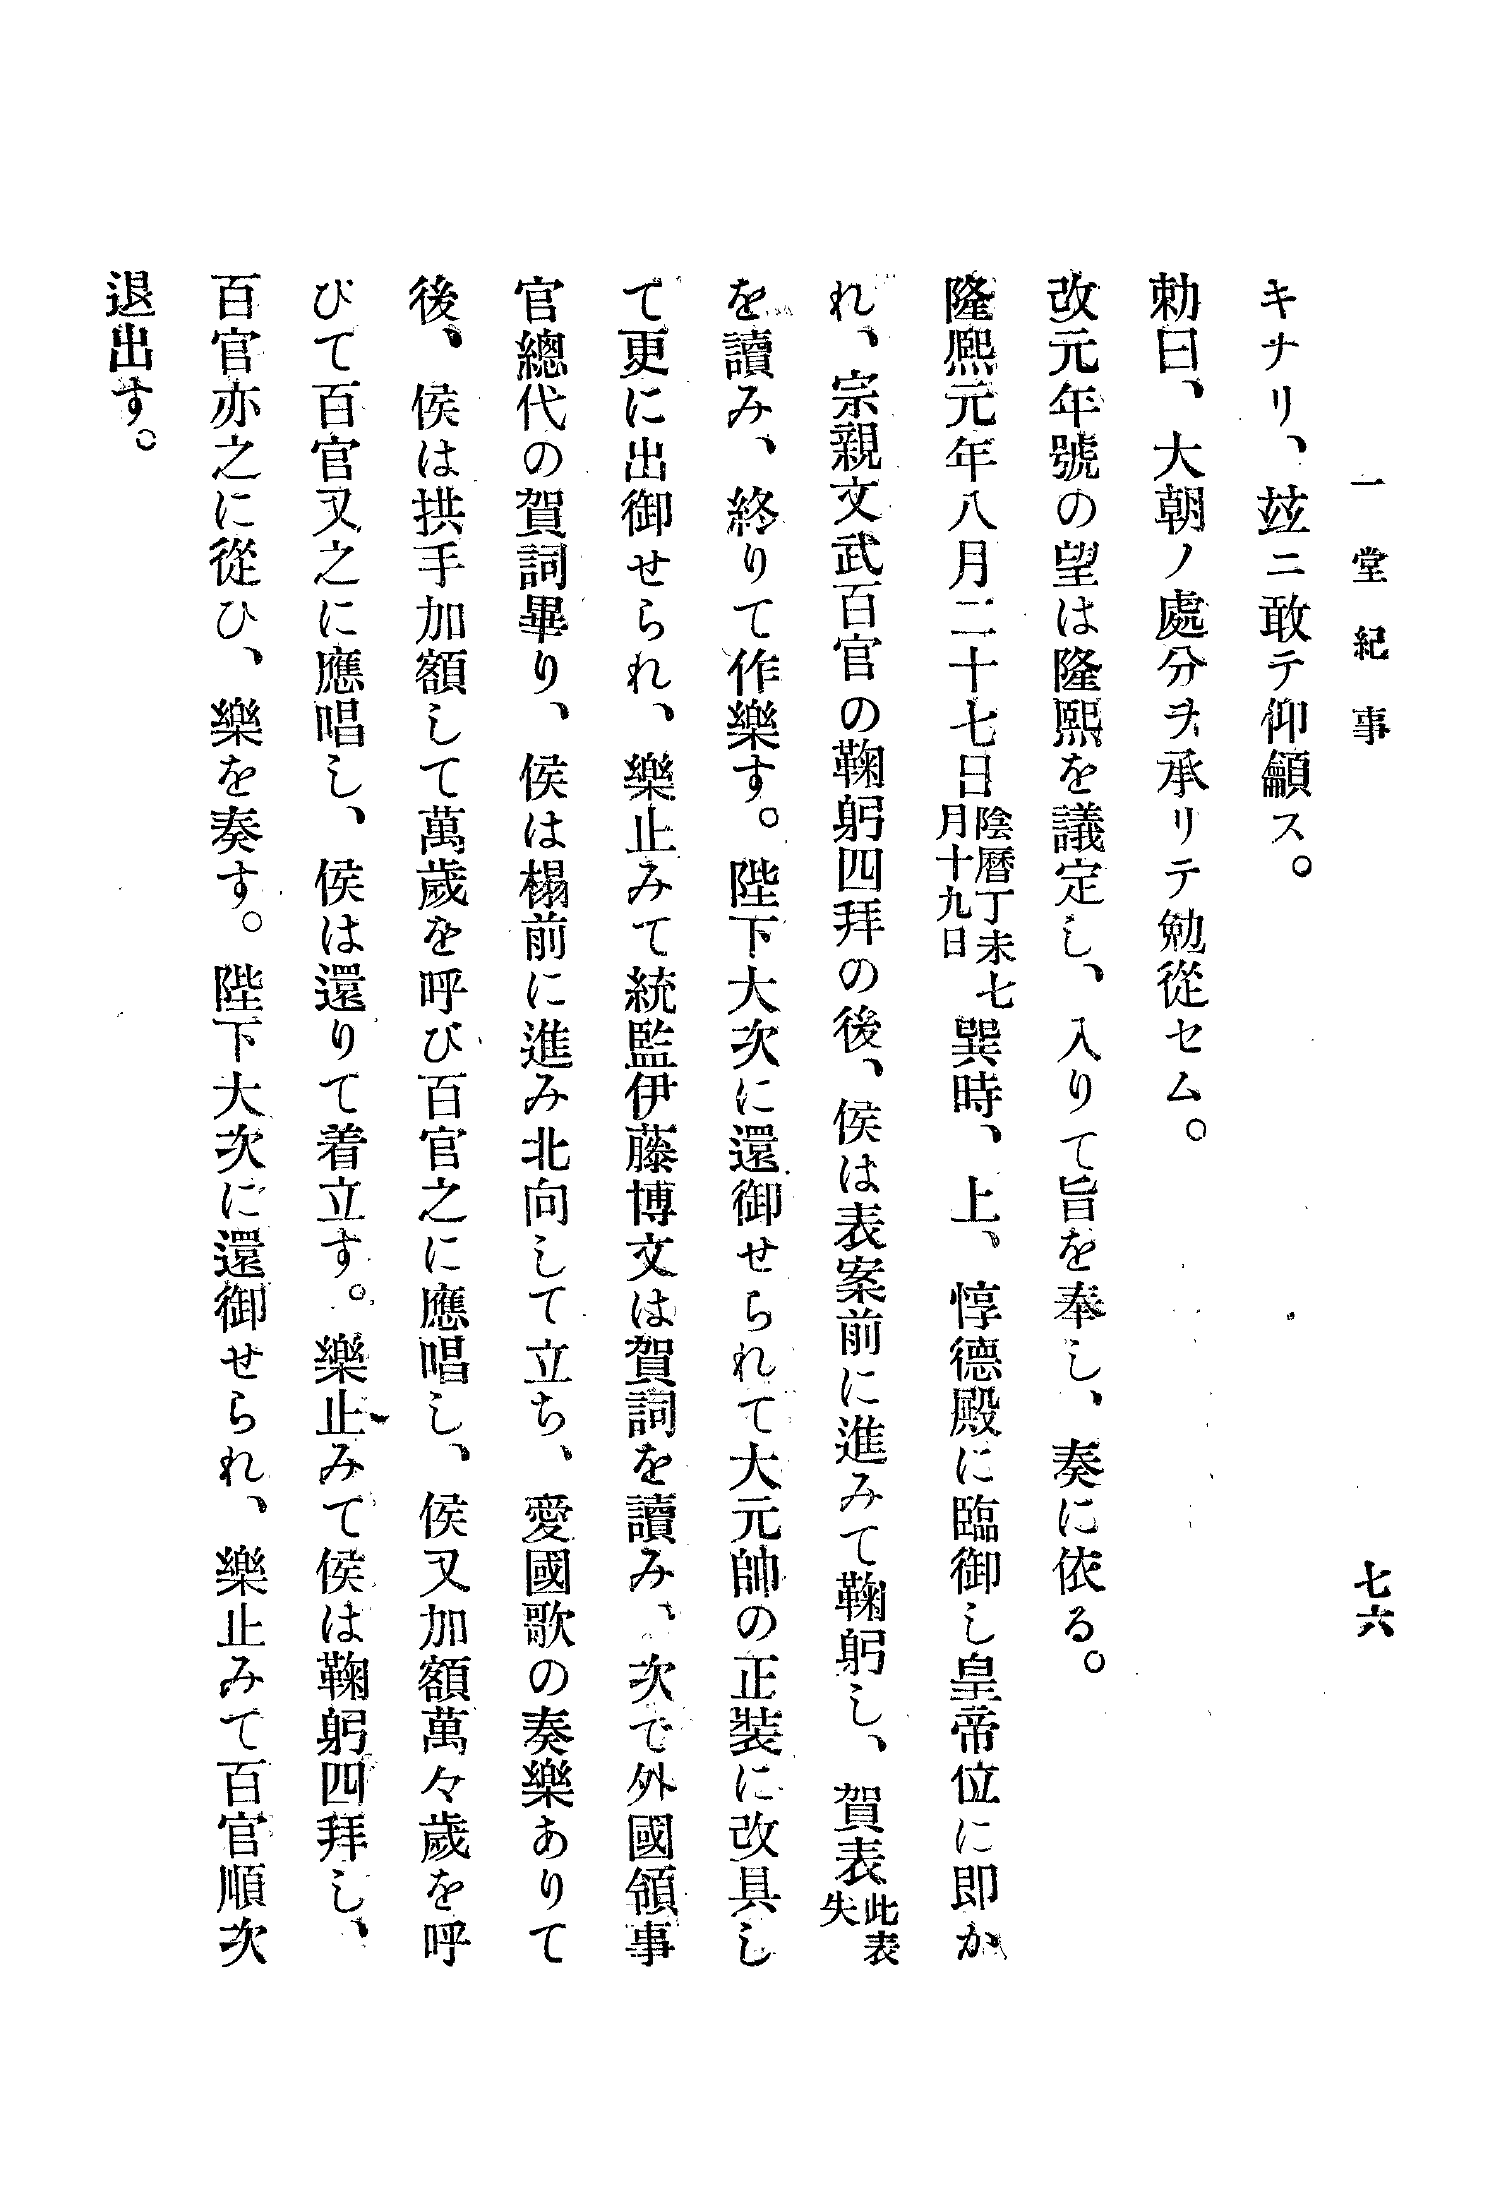 一堂紀事
七六
キナリ、玆ニ敢テ仰龥ス。
勅曰、大朝ノ處分ヲ承リテ勉從セム。
改元年號の望は隆熙を議定し、入りて旨を奉し、奏に依る。
隆熙元年八月二十七日陰曆丁未七月十九日巽時、上、惇德殿に臨御し皇帝位に即か
れ、宗親文武百官の鞠躬四拜の後、侯は表案前に進みて鞠躬し、賀表此表失
を讀み、終りて作樂す。陛下大次に還御せられて大元帥の正裝に改具し
て更に出御せられ、樂止みて統監伊藤博文は賀詞を讀み、次で外國領事
官總代の賀詞畢り、侯は榻前に進み北向して立ち、愛國歌の奏樂ありて
後、侯は拱手加額して萬歲を呼び百官之に應唱し、侯又加額萬々歲を呼
びて百官又之に應唱し、侯は還りて着立す。樂止みて侯は鞠躬四拜し、
百官亦之に從ひ、樂を奏す。陛下大次に還御せられ、樂止みて百官順次
退出す。